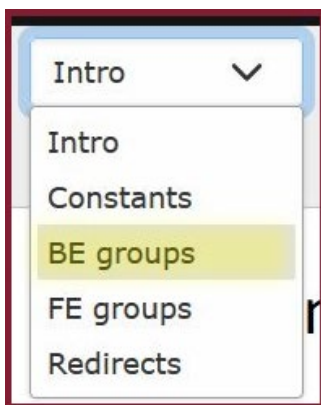 Intro
Intro
Constants
BE groups
FE groups
Redirects